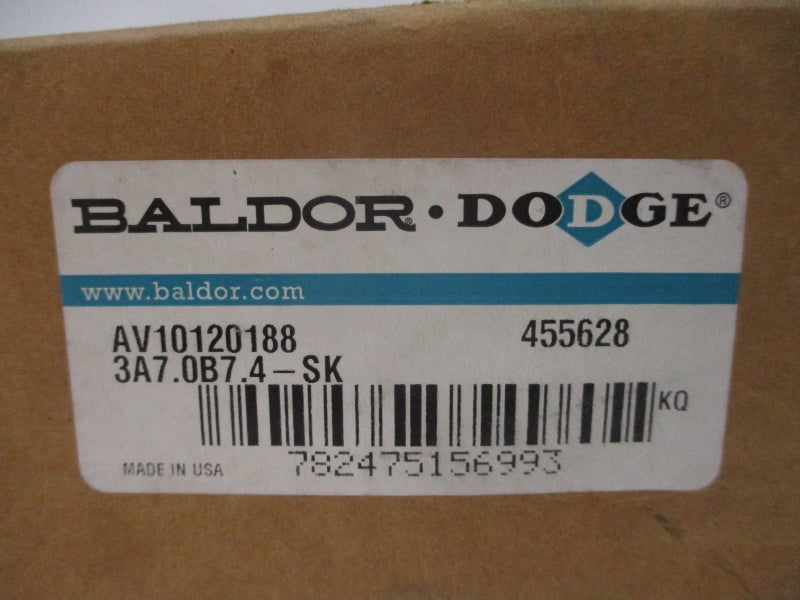 BALDOR® · DODGE®
www.baldor.com
AV10120188 455628
3A7.0B7.4-SK
KQ
MADE IN USA 782475156993